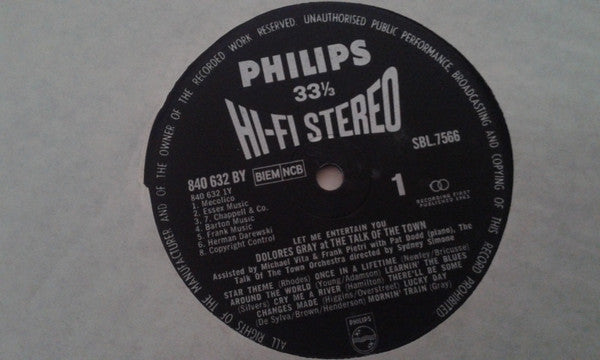 ALL RIGHTS OF THE MANUFACTURER AND OF THE OWNER OF THE RECORDED WORK RESERVED. UNAUTHORISED PUBLIC PERFORMANCE, BROADCASTING AND COPYING OF THIS RECORD PROHIBITED
PHILIPS
33⅓
HI-FI STEREO
SBL.7566
840 632 BY
BIEM NCB
840 632 1Y
1. Mecolico
2. Essex Music
3. 7. Chappell & Co.
4. Barton Music
5. Frank Music
6. Herman Darewski
8. Copyright Control
1
RECORDING FIRST
PUBLISHED 1963
LET ME ENTERTAIN YOU
DOLORES GRAY at THE TALK OF THE TOWN
Assisted by Michael Vita & Frank Pietri with Pat Dodd (piano), The
Talk Of The Town Orchestra directed by Sydney Simone
STAR THEME (Rhodes) ONCE IN A LIFETIME (Newley/Bricusse)
AROUND THE WORLD (Young/Adamson) LEARNIN' THE BLUES
(Silvers) CRY ME A RIVER (Hamilton) THERE'LL BE SOME
CHANGES MADE (Higgins/Overstreet) LUCKY DAY
(De Sylva/Brown/Henderson) MORNIN' TRAIN (Gray)
PHILIPS